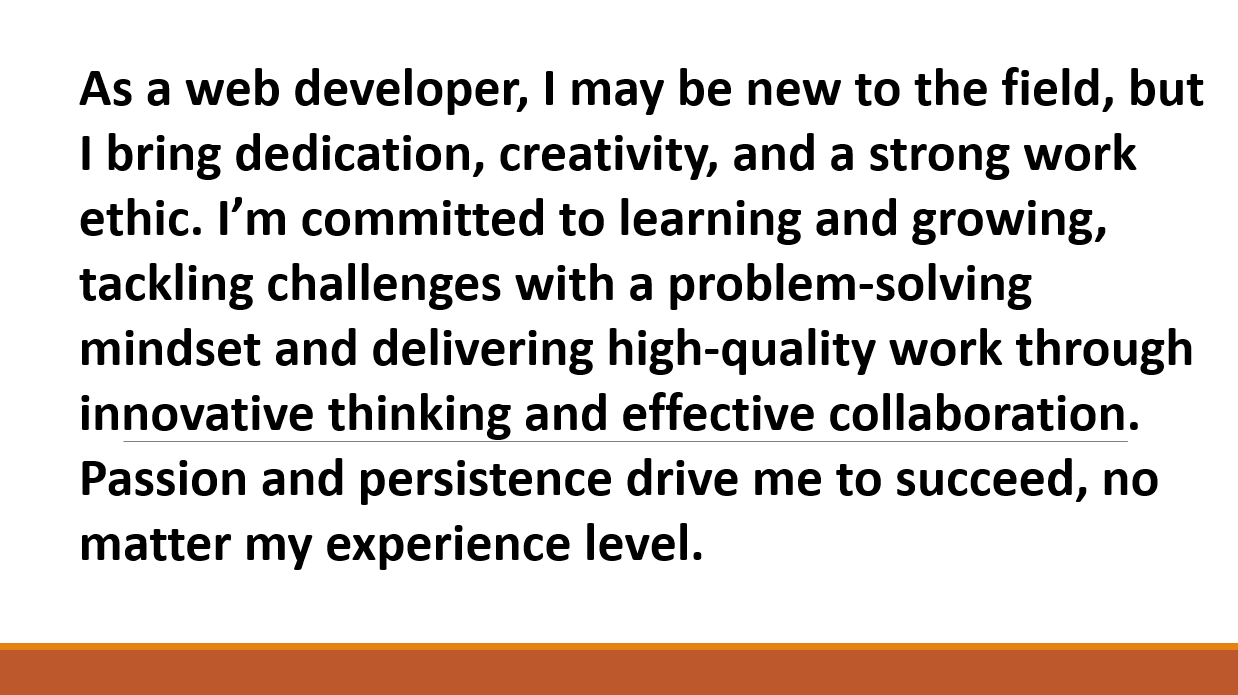 As a web developer, I may be new to the field, but
I bring dedication, creativity, and a strong work
ethic. I’m committed to learning and growing,
tackling challenges with a problem-solving
mindset and delivering high-quality work through
innovative thinking and effective collaboration.
Passion and persistence drive me to succeed, no
matter my experience level.